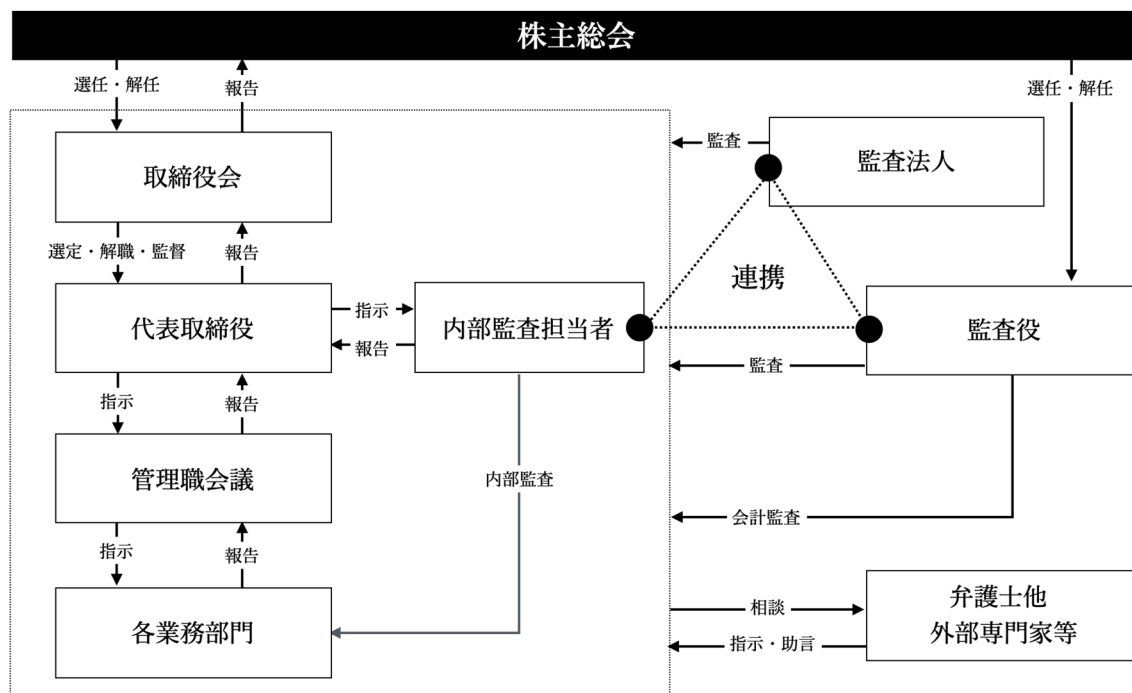 株主総会
選任・解任
報告
選任・解任
取締役会
監査
監査法人
選定・解職・監督
報告
連携
代表取締役
指示
報告
内部監査担当者
監査役
監査
指示
報告
管理職会議
内部監査
会計監査
指示
報告
各業務部門
相談
指示・助言
弁護士他
外部専門家等